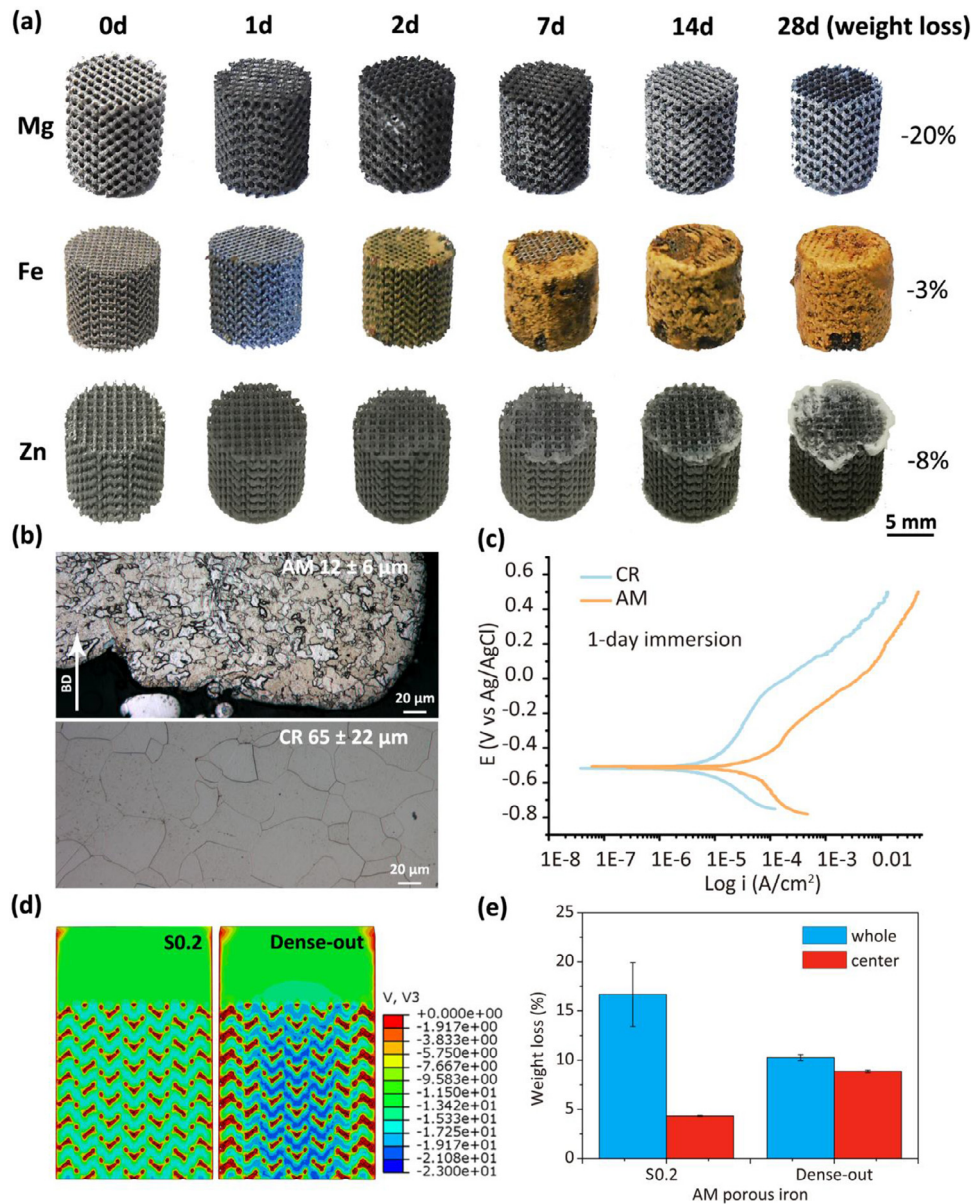 (a)
0d 1d 2d 7d 14d 28d (weight loss)
Mg
-20%
Fe
-3%
Zn
-8%
5 mm
(b)
AM 12 ± 6 μm
BD
20 μm
CR 65 ± 22 μm
20 μm
(c)
CR
AM
1-day immersion
E (V vs Ag/AgCl)
0.6
0.4
0.2
0.0
-0.2
-0.4
-0.6
-0.8
1E-8 1E-7 1E-6 1E-5 1E-4 1E-3 0.01
Log i (A/cm²)
(d)
S0.2
Dense-out
V, V3
+0.000e+00
-1.917e+00
-3.833e+00
-5.750e+00
-7.667e+00
-9.583e+00
-1.150e+01
-1.342e+01
-1.533e+01
-1.725e+01
-1.917e+01
-2.108e+01
-2.300e+01
(e)
whole
center
Weight loss (%)
25
20
15
10
5
0
S0.2 Dense-out
AM porous iron